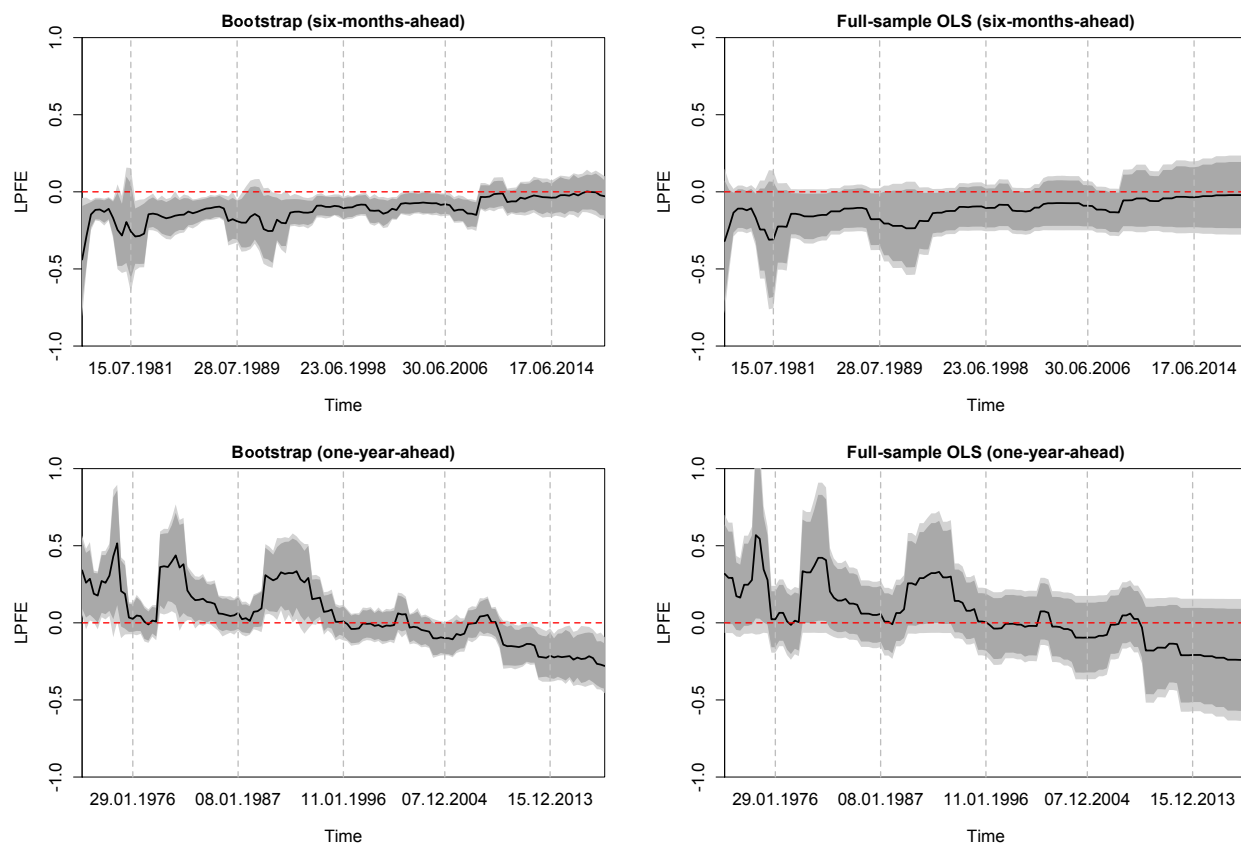 Bootstrap (six-months-ahead)
1.0
0.5
0.0
-0.5
-1.0
LPFE
15.07.1981 28.07.1989 23.06.1998 30.06.2006 17.06.2014
Time
Full-sample OLS (six-months-ahead)
1.0
0.5
0.0
-0.5
-1.0
LPFE
15.07.1981 28.07.1989 23.06.1998 30.06.2006 17.06.2014
Time
Bootstrap (one-year-ahead)
1.0
0.5
0.0
-0.5
-1.0
LPFE
29.01.1976 08.01.1987 11.01.1996 07.12.2004 15.12.2013
Time
Full-sample OLS (one-year-ahead)
1.0
0.5
0.0
-0.5
-1.0
LPFE
29.01.1976 08.01.1987 11.01.1996 07.12.2004 15.12.2013
Time